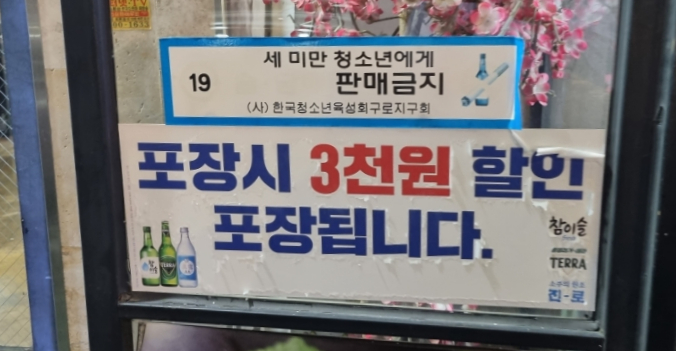 19 세 미만 청소년에게
판매금지
(사) 한국청소년육성회구로지구회
포장시 3천원 할인
포장됩니다.
참이슬
TERRA
진-로